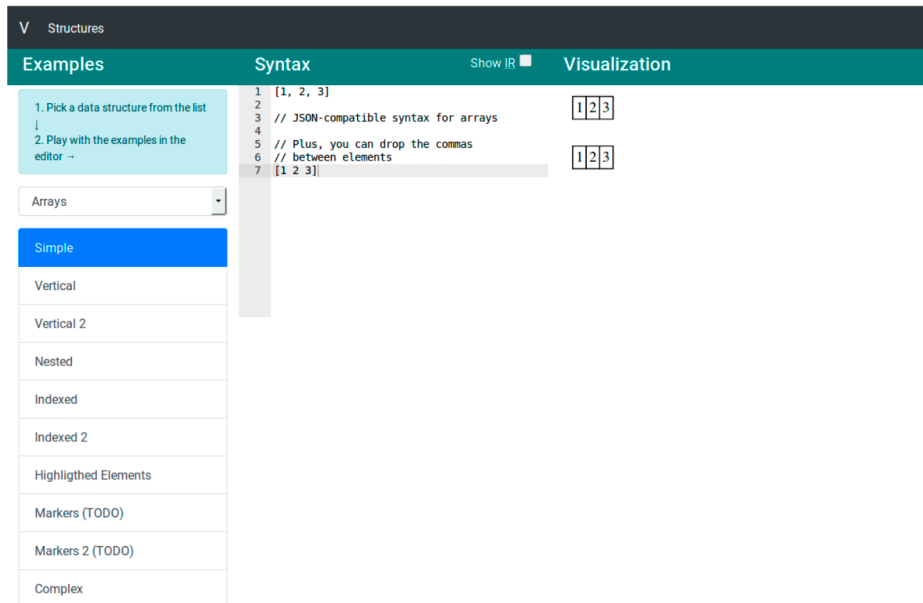 V Structures
Examples
Syntax
Show IR
Visualization
1. Pick a data structure from the list
↓
2. Play with the examples in the
editor →
Arrays
Simple
Vertical
Vertical 2
Nested
Indexed
Indexed 2
Highligthed Elements
Markers (TODO)
Markers 2 (TODO)
Complex
1 [1, 2, 3]
2
3 // JSON-compatible syntax for arrays
4
5 // Plus, you can drop the commas
6 // between elements
7 [1 2 3]
1 2 3
1 2 3